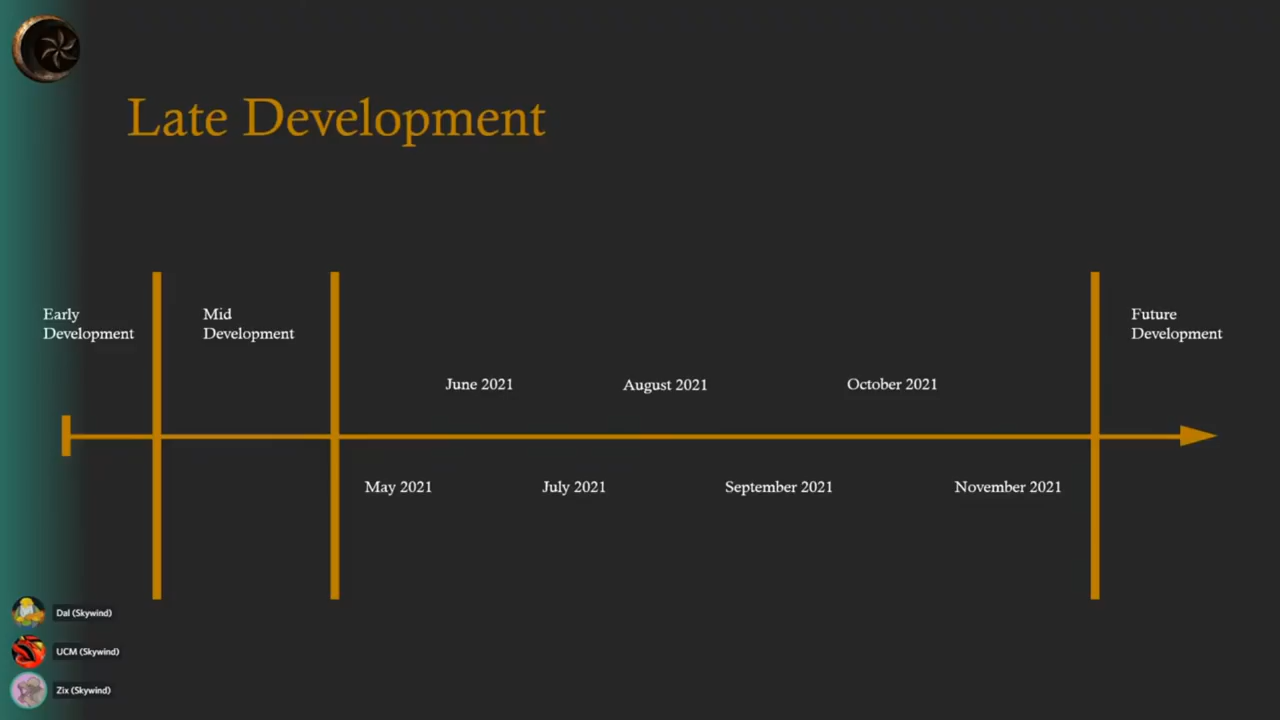 Late Development
Early
Development
Mid
Development
Future
Development
June 2021
August 2021
October 2021
May 2021
July 2021
September 2021
November 2021
Dal (Skywind)
UCM (Skywind)
Zix (Skywind)